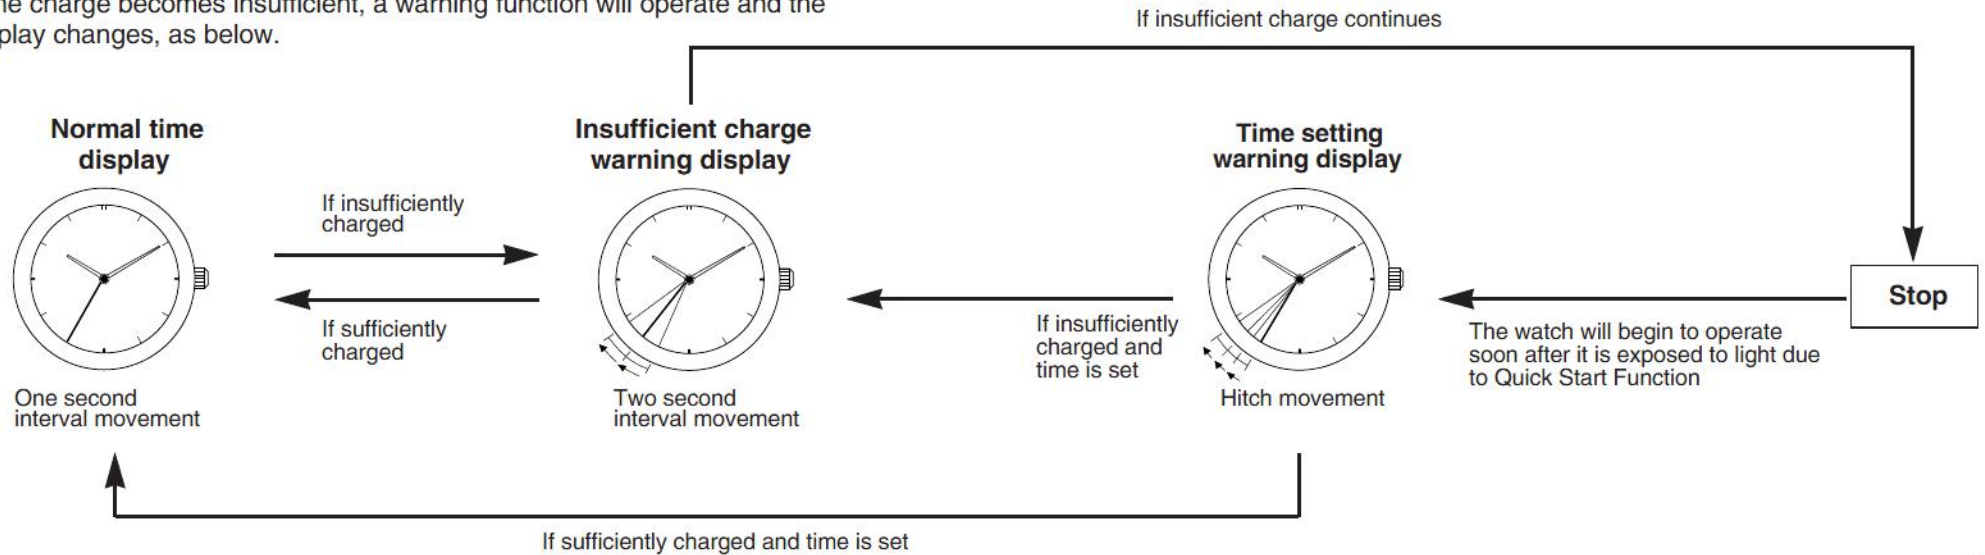 charge becomes insufficient, a warning function will operate and the
changes, as below.
If insufficient charge continues
Normal time
display
Insufficient charge
warning display
Time setting
warning display
If insufficiently
charged
If sufficiently
charged
If insufficiently
charged and
time is set
Stop
The watch will begin to operate
soon after it is exposed to light due
to Quick Start Function
One second
interval movement
Two second
interval movement
Hitch movement
If sufficiently charged and time is set